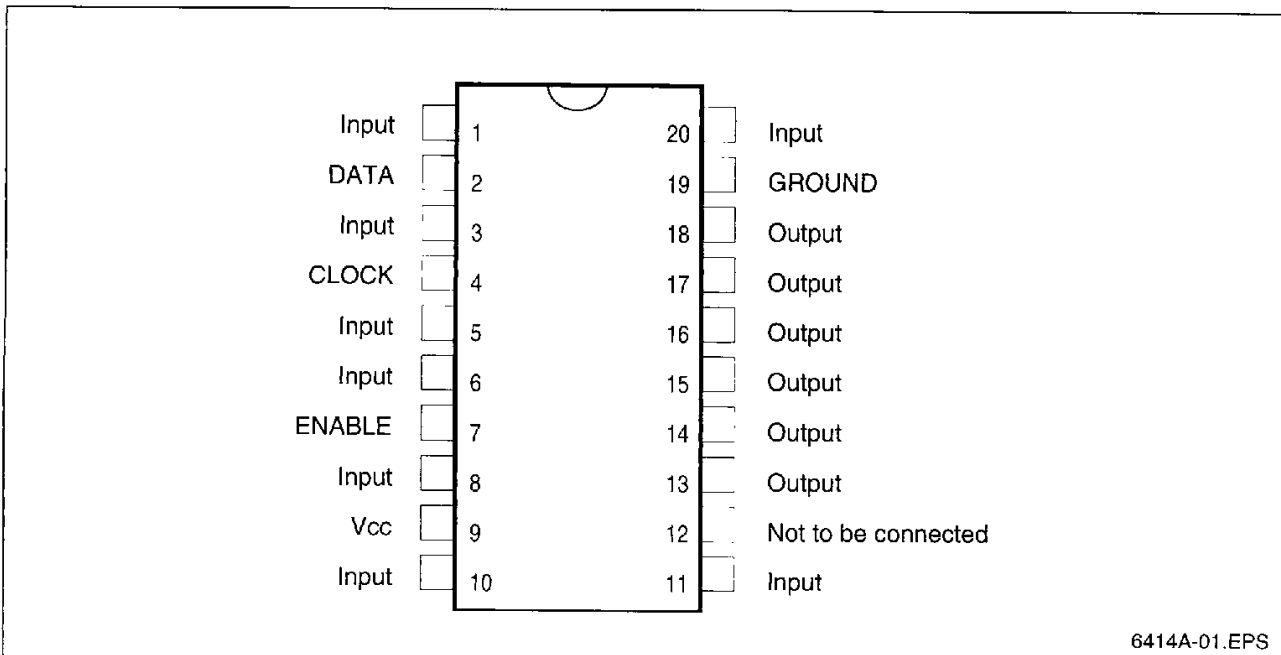 Input 1 20 Input
DATA 2 19 GROUND
Input 3 18 Output
CLOCK 4 17 Output
Input 5 16 Output
Input 6 15 Output
ENABLE 7 14 Output
Input 8 13 Output
Vcc 9 12 Not to be connected
Input 10 11 Input
6414A-01.EPS